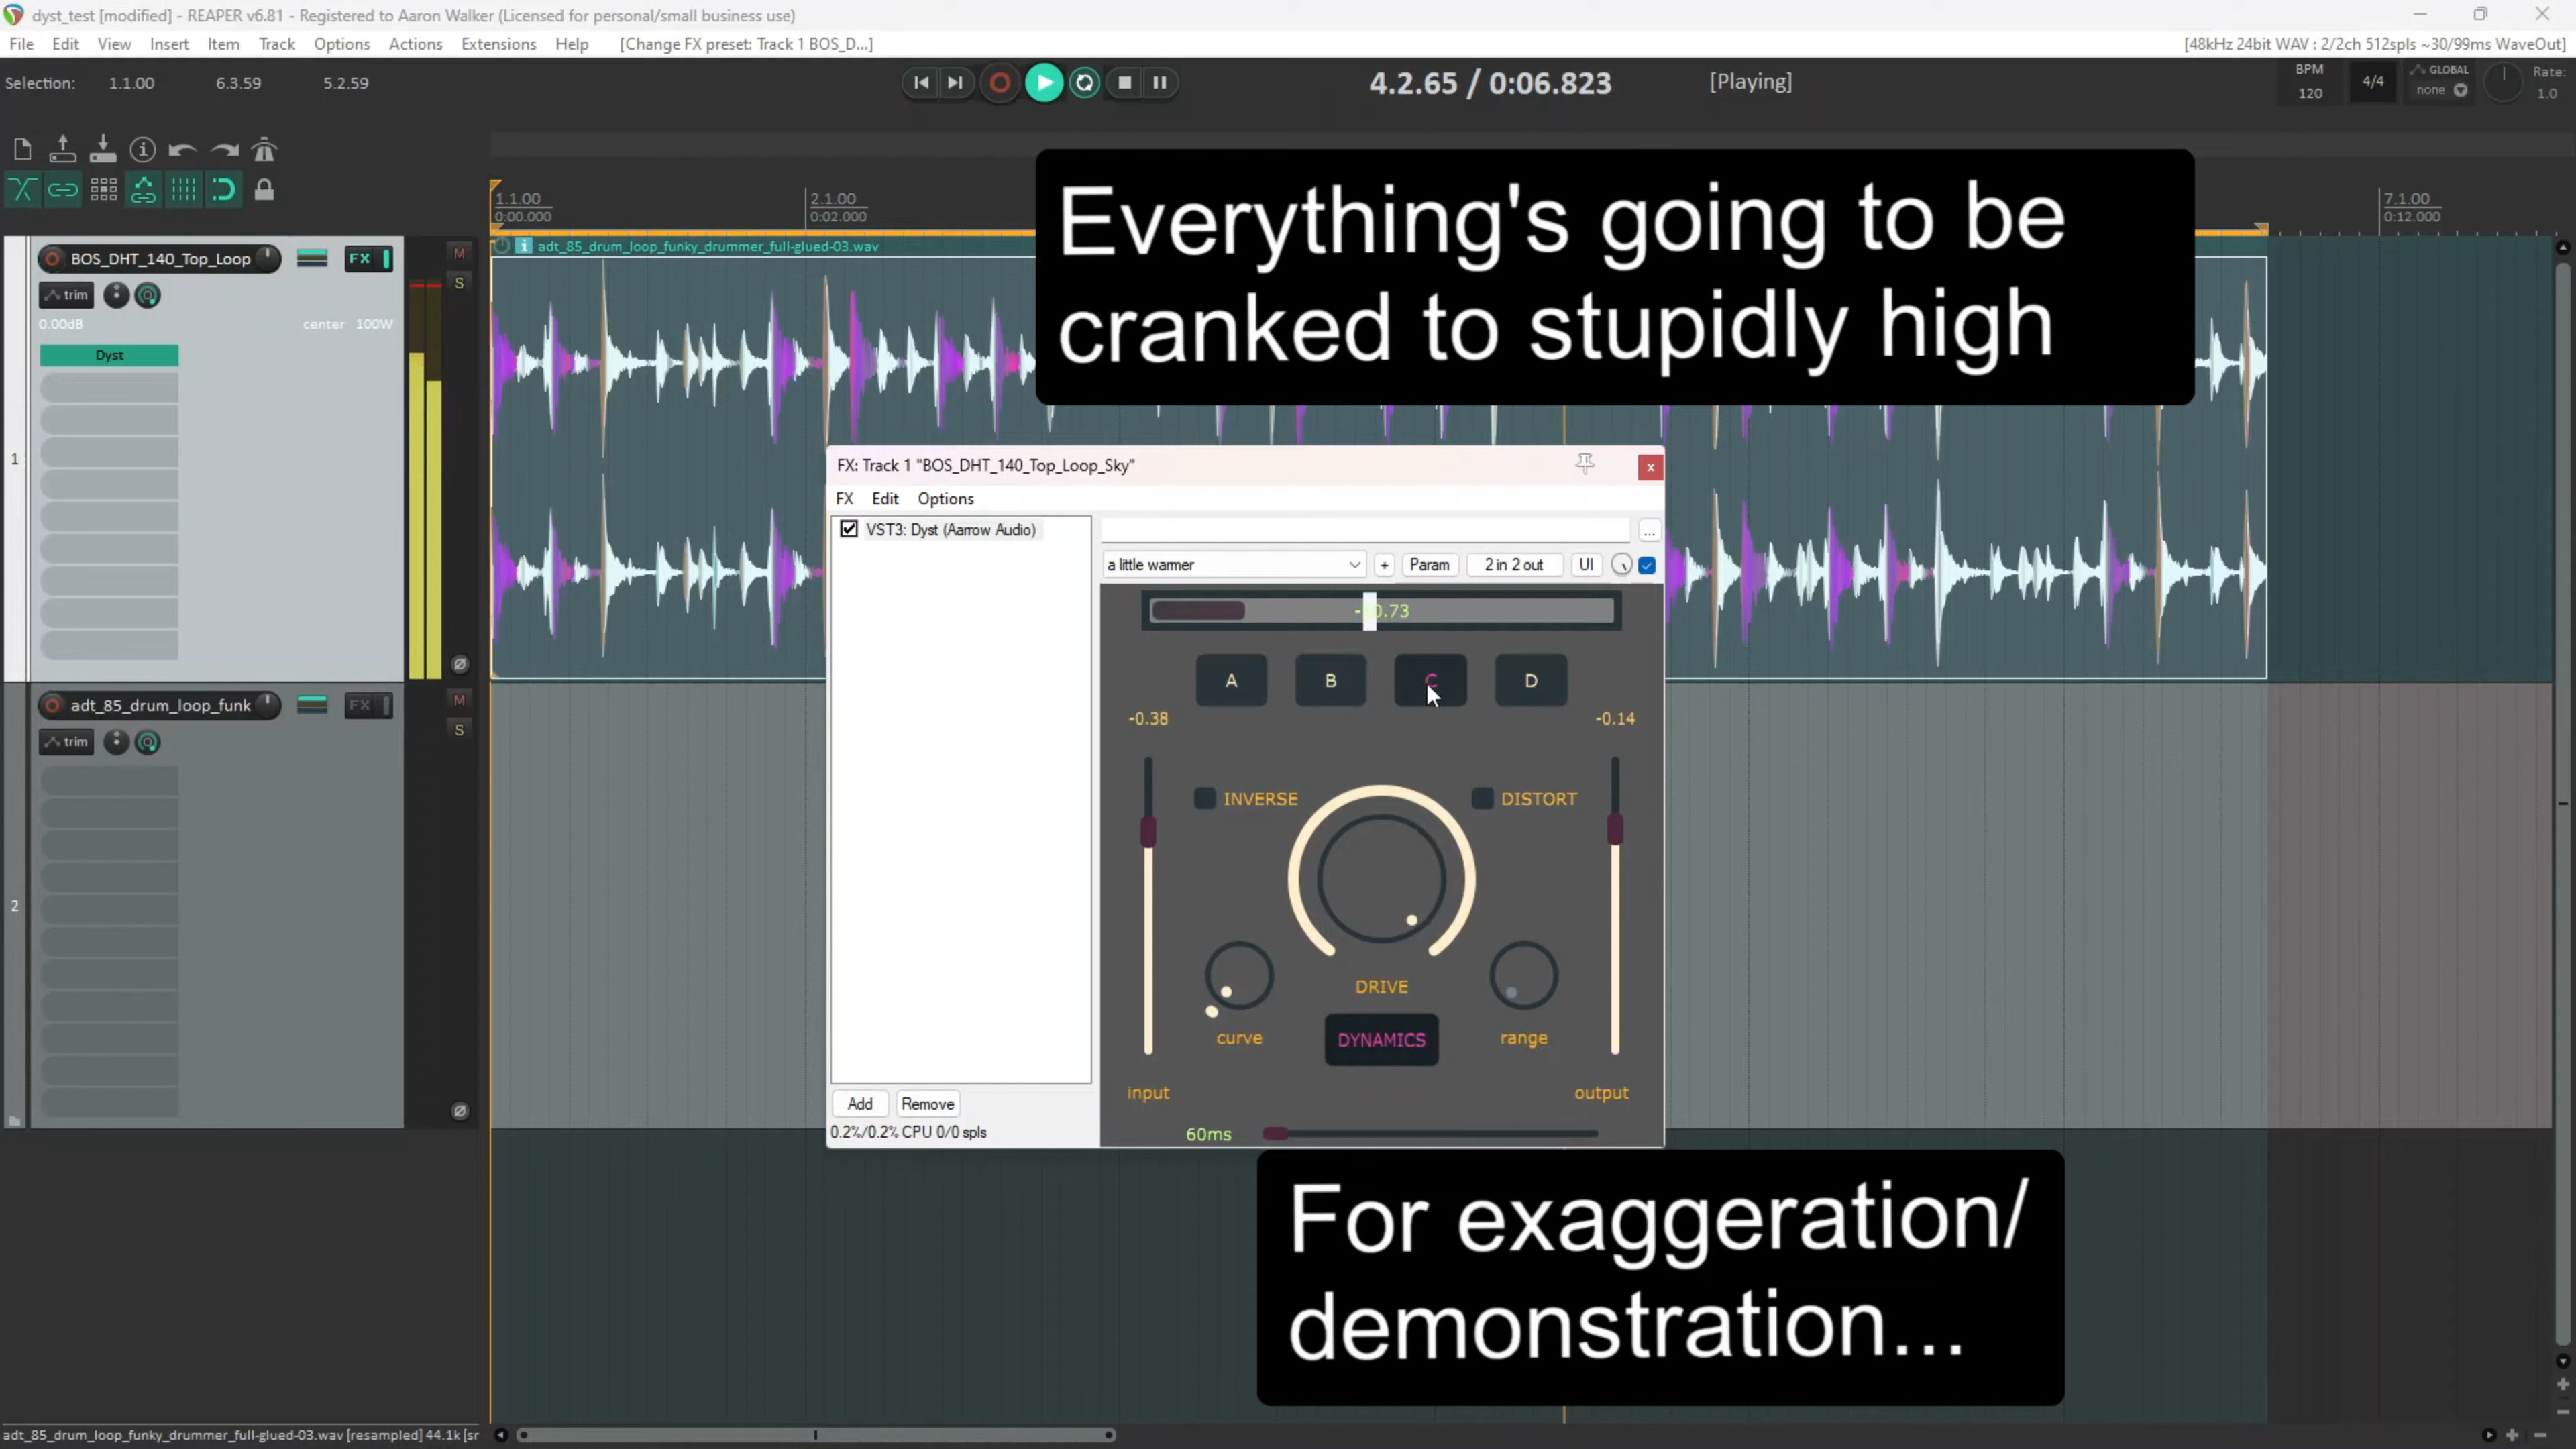 dyst_test [modified] - REAPER v6.81 - Registered to Aaron Walker (Licensed for personal/small business use)
File Edit View Insert Item Track Options Actions Extensions Help [Change FX preset: Track 1 BOS_D...] [48kHz 24bit WAV : 2/2ch 512spls ~30/99ms WaveOut]
Selection: 1.1.00 6.3.59 5.2.59
4.2.65 / 0:06.823 [Playing]
BPM
120
4/4
GLOBAL
none
Rate:
1.0
1.1.00
0:00.000
2.1.00
0:02.000
7.1.00
0:12.000
Everything's going to be
cranked to stupidly high
adt_85_drum_loop_funky_drummer_full-glued-03.wav
1
BOS_DHT_140_Top_Loop FX M
S
trim
0.00dB center 100W
Dyst
2
adt_85_drum_loop_funk FX M
S
trim
FX: Track 1 "BOS_DHT_140_Top_Loop_Sky" x
FX Edit Options
VST3: Dyst (Aarrow Audio) ...
a little warmer + Param 2 in 2 out UI
A B C D
-0.38 -0.14
INVERSE DISTORT
DRIVE
curve DYNAMICS range
input output
60ms
Add Remove
0.2%/0.2% CPU 0/0 spls
For exaggeration/
demonstration...
adt_85_drum_loop_funky_drummer_full-glued-03.wav [resampled] 44.1k [sr